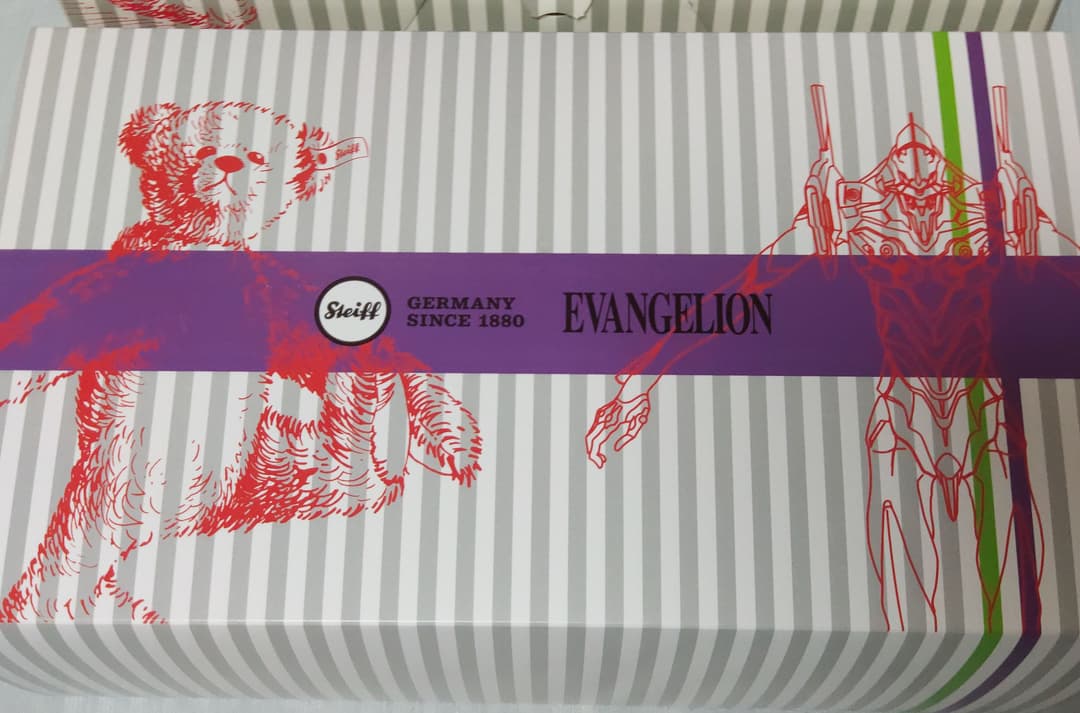 Steiff
Steiff
GERMANY
SINCE 1880
EVANGELION